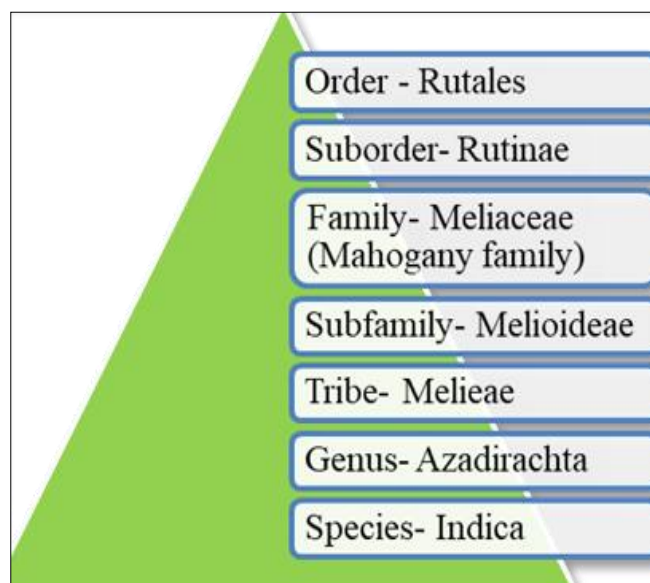 Order - Rutales
Suborder- Rutinae
Family- Meliaceae
(Mahogany family)
Subfamily- Melioideae
Tribe- Melieae
Genus- Azadirachta
Species- Indica